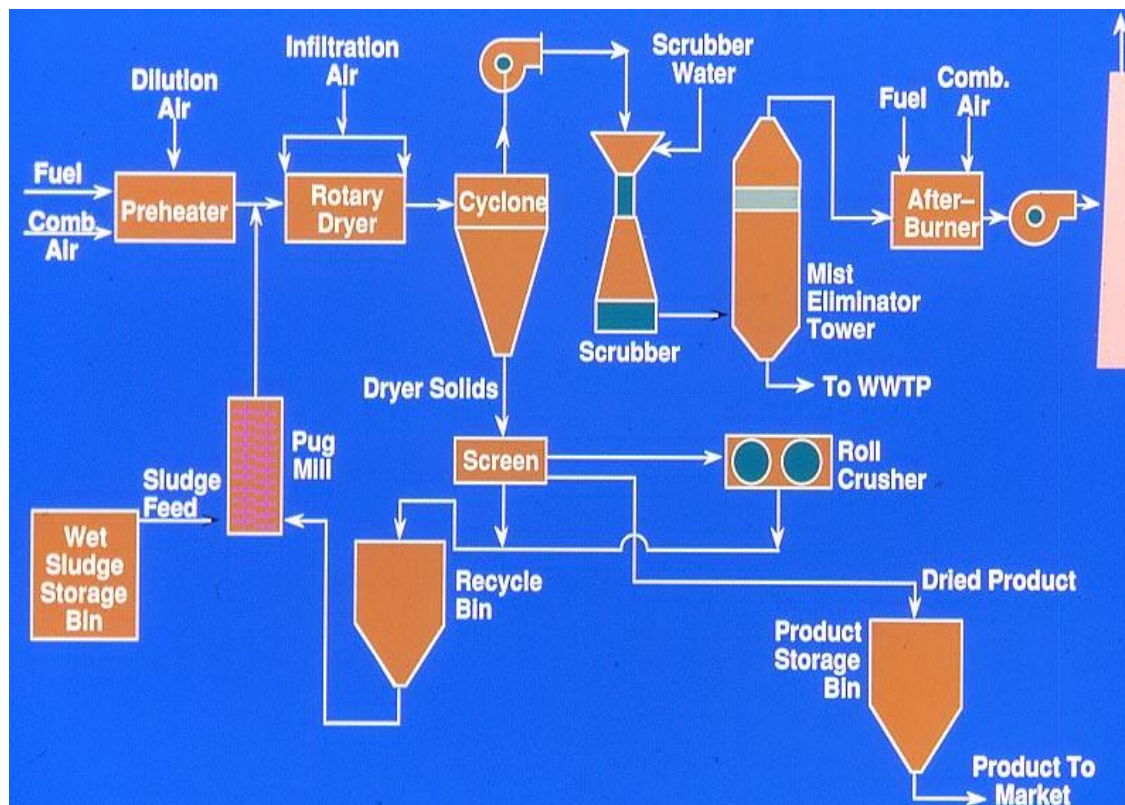 Infiltration
Air
Scrubber
Water
Dilution
Air
Comb.
Air
Fuel
Fuel
Comb.
Air
Preheater
Rotary
Dryer
Cyclone
After–
Burner
Mist
Eliminator
Tower
Scrubber
To WWTP
Dryer Solids
Pug
Mill
Screen
Roll
Crusher
Sludge
Feed
Wet
Sludge
Storage
Bin
Recycle
Bin
Dried Product
Product
Storage
Bin
Product To
Market